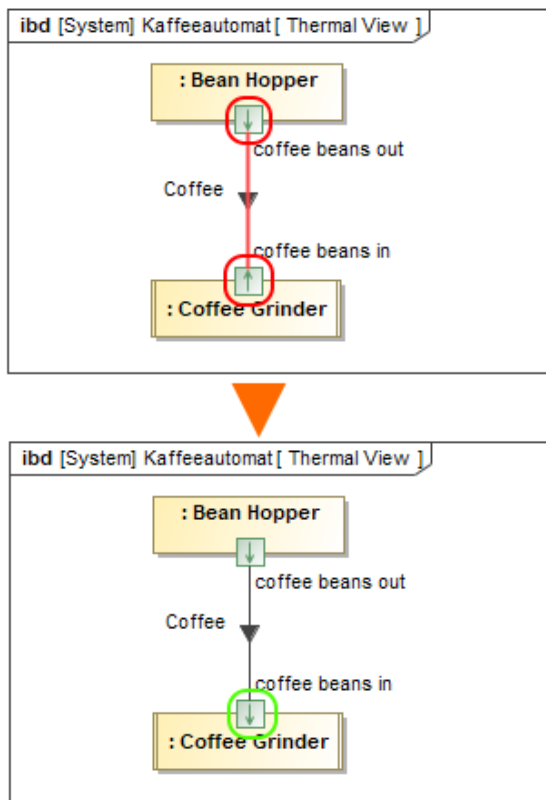 ibd [System] Kaffeeautomat[ Thermal View ]
: Bean Hopper
coffee beans out
Coffee
coffee beans in
: Coffee Grinder
ibd [System] Kaffeeautomat[ Thermal View ]
: Bean Hopper
coffee beans out
Coffee
coffee beans in
: Coffee Grinder